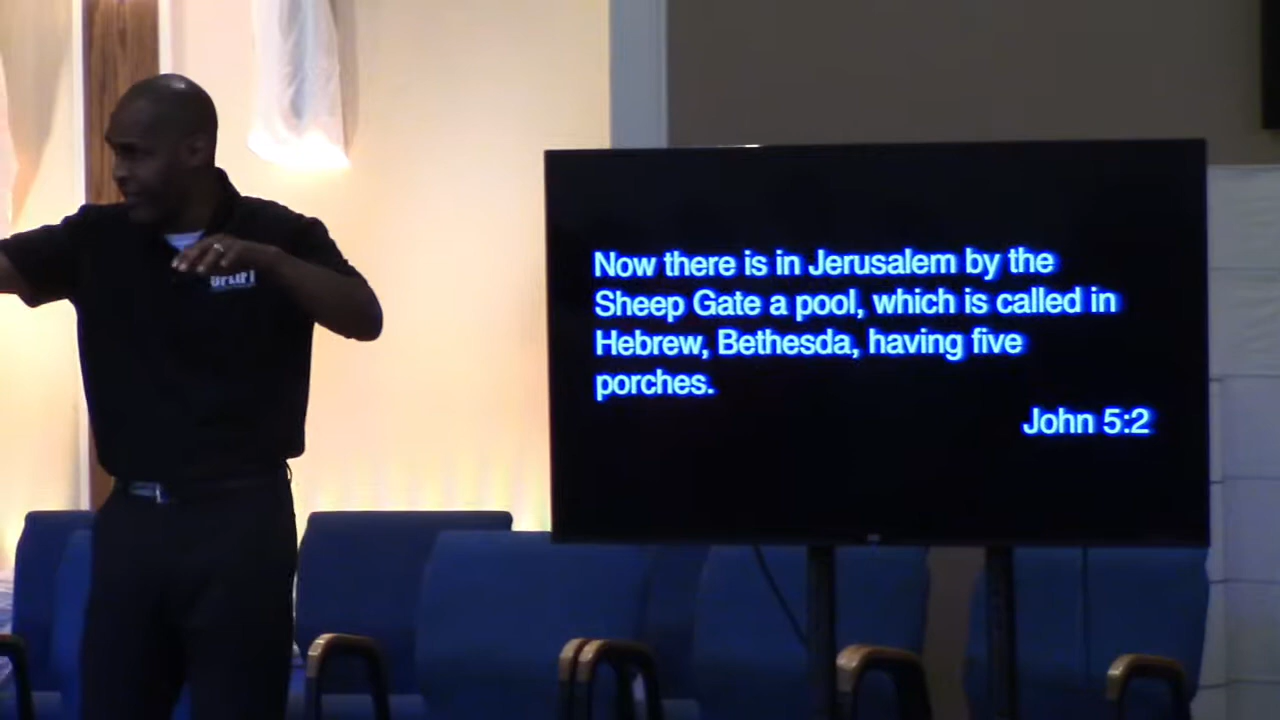 UPLIFT
Now there is in Jerusalem by the
Sheep Gate a pool, which is called in
Hebrew, Bethesda, having five
porches.
John 5:2